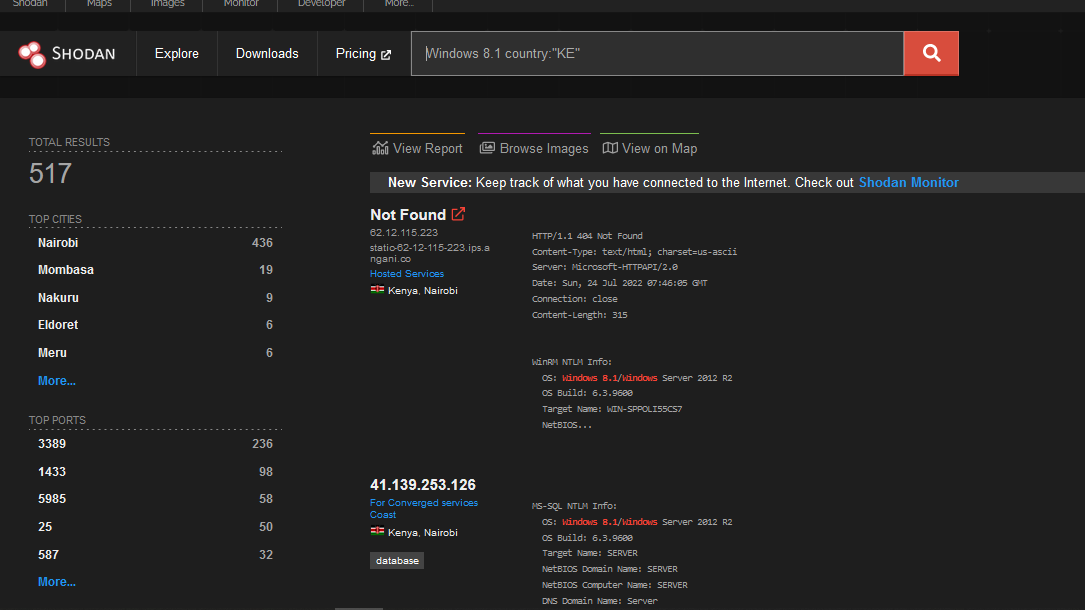 Shodan Maps Images Monitor Developer More...
SHODAN Explore Downloads Pricing Windows 8.1 country:"KE"
TOTAL RESULTS
517
TOP CITIES
Nairobi 436
Mombasa 19
Nakuru 9
Eldoret 6
Meru 6
More...
TOP PORTS
3389 236
1433 98
5985 58
25 50
587 32
More...
View Report Browse Images View on Map
New Service: Keep track of what you have connected to the Internet. Check out Shodan Monitor
Not Found
62.12.115.223
static-62-12-115-223.ips.a
ngani.co
Hosted Services
Kenya, Nairobi
HTTP/1.1 404 Not Found
Content-Type: text/html; charset=us-ascii
Server: Microsoft-HTTPAPI/2.0
Date: Sun, 24 Jul 2022 07:46:05 GMT
Connection: close
Content-Length: 315
WinRM NTLM Info:
OS: Windows 8.1/Windows Server 2012 R2
OS Build: 6.3.9600
Target Name: WIN-SPPOLI55CS7
NetBIOS...
41.139.253.126
For Converged services
Coast
Kenya, Nairobi
database
MS-SQL NTLM Info:
OS: Windows 8.1/Windows Server 2012 R2
OS Build: 6.3.9600
Target Name: SERVER
NetBIOS Domain Name: SERVER
NetBIOS Computer Name: SERVER
DNS Domain Name: Server